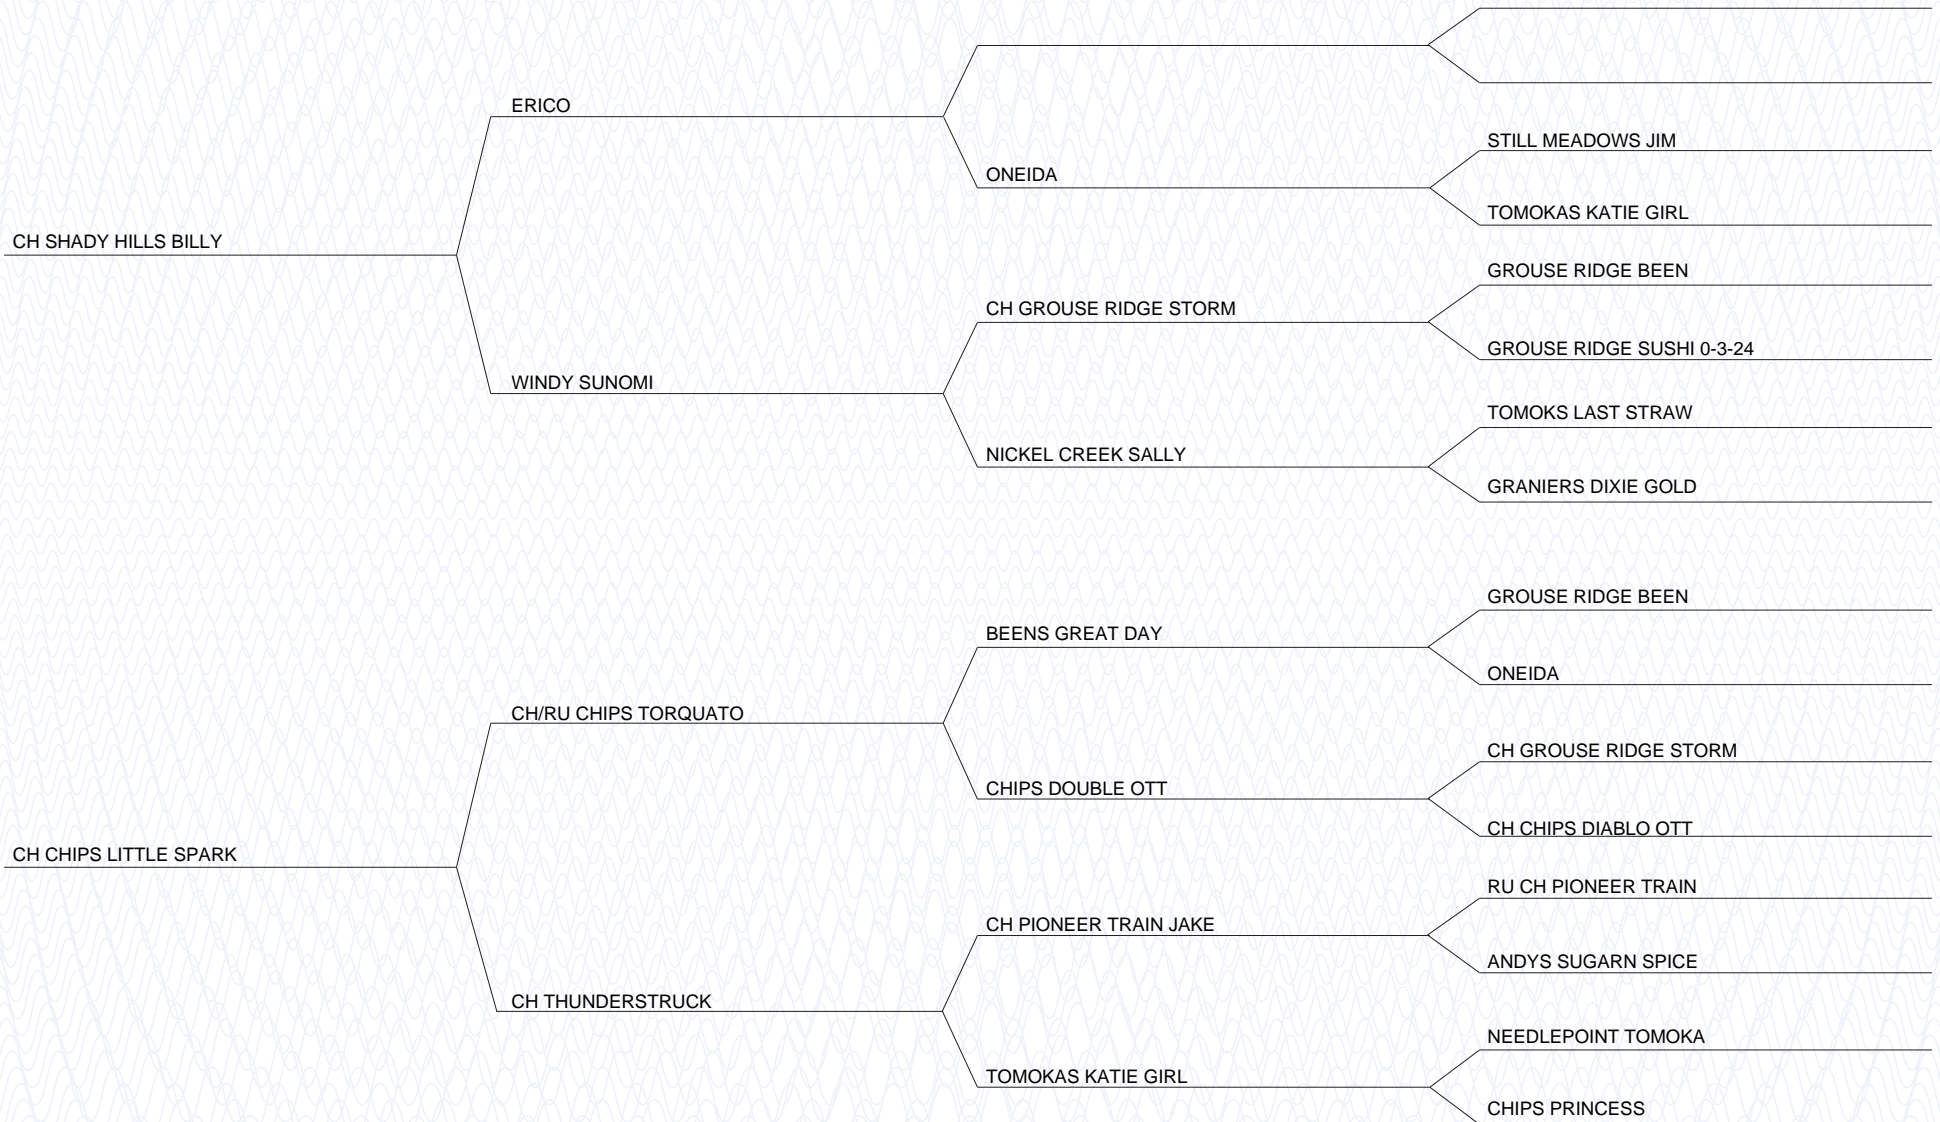 ERICO
STILL MEADOWS JIM
ONEIDA
TOMOKAS KATIE GIRL
CH SHADY HILLS BILLY
GROUSE RIDGE BEEN
CH GROUSE RIDGE STORM
GROUSE RIDGE SUSHI 0-3-24
WINDY SUNOMI
TOMOKS LAST STRAW
NICKEL CREEK SALLY
GRANIERS DIXIE GOLD
GROUSE RIDGE BEEN
BEENS GREAT DAY
ONEIDA
CH/RU CHIPS TORQUATO
CH GROUSE RIDGE STORM
CHIPS DOUBLE OTT
CH CHIPS DIABLO OTT
CH CHIPS LITTLE SPARK
RU CH PIONEER TRAIN
CH PIONEER TRAIN JAKE
ANDYS SUGARN SPICE
CH THUNDERSTRUCK
NEEDLEPOINT TOMOKA
TOMOKAS KATIE GIRL
CHIPS PRINCESS